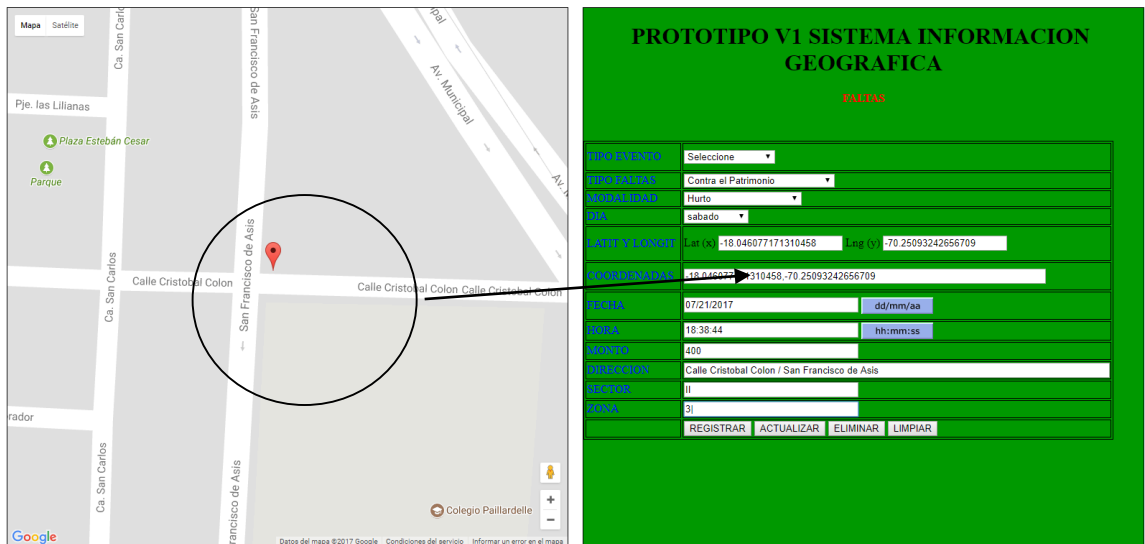 Mapa Satélite
Ca. San Carlo
San Francisco de Asis
Av. Municipal
Pje. las Lilianas
Plaza Estebán Cesar
Parque
San Francisco de Asis
Ca. San Carlos
Calle Cristobal Colon
Calle Cristobal Colon Calle Cristobal Colon
rador
Ca. San Carlos
rancisco de Asis
Colegio Paillardelle
+
−
Google
Datos del mapa ©2017 Google Condiciones del servicio Informar un error en el mapa
PROTOTIPO V1 SISTEMA INFORMACION
GEOGRAFICA
FALTAS
TIPO EVENTO Seleccione
TIPO FALTAS Contra el Patrimonio
MODALIDAD Hurto
DIA sabado
LATIT Y LONGIT Lat (x) -18.046077171310458 Lng (y) -70.25093242656709
COORDENADAS -18.046077171310458,-70.25093242656709
FECHA 07/21/2017 dd/mm/aa
HORA 18:38:44 hh:mm:ss
MONTO 400
DIRECCION Calle Cristobal Colon / San Francisco de Asis
SECTOR II
ZONA 3
REGISTRAR ACTUALIZAR ELIMINAR LIMPIAR